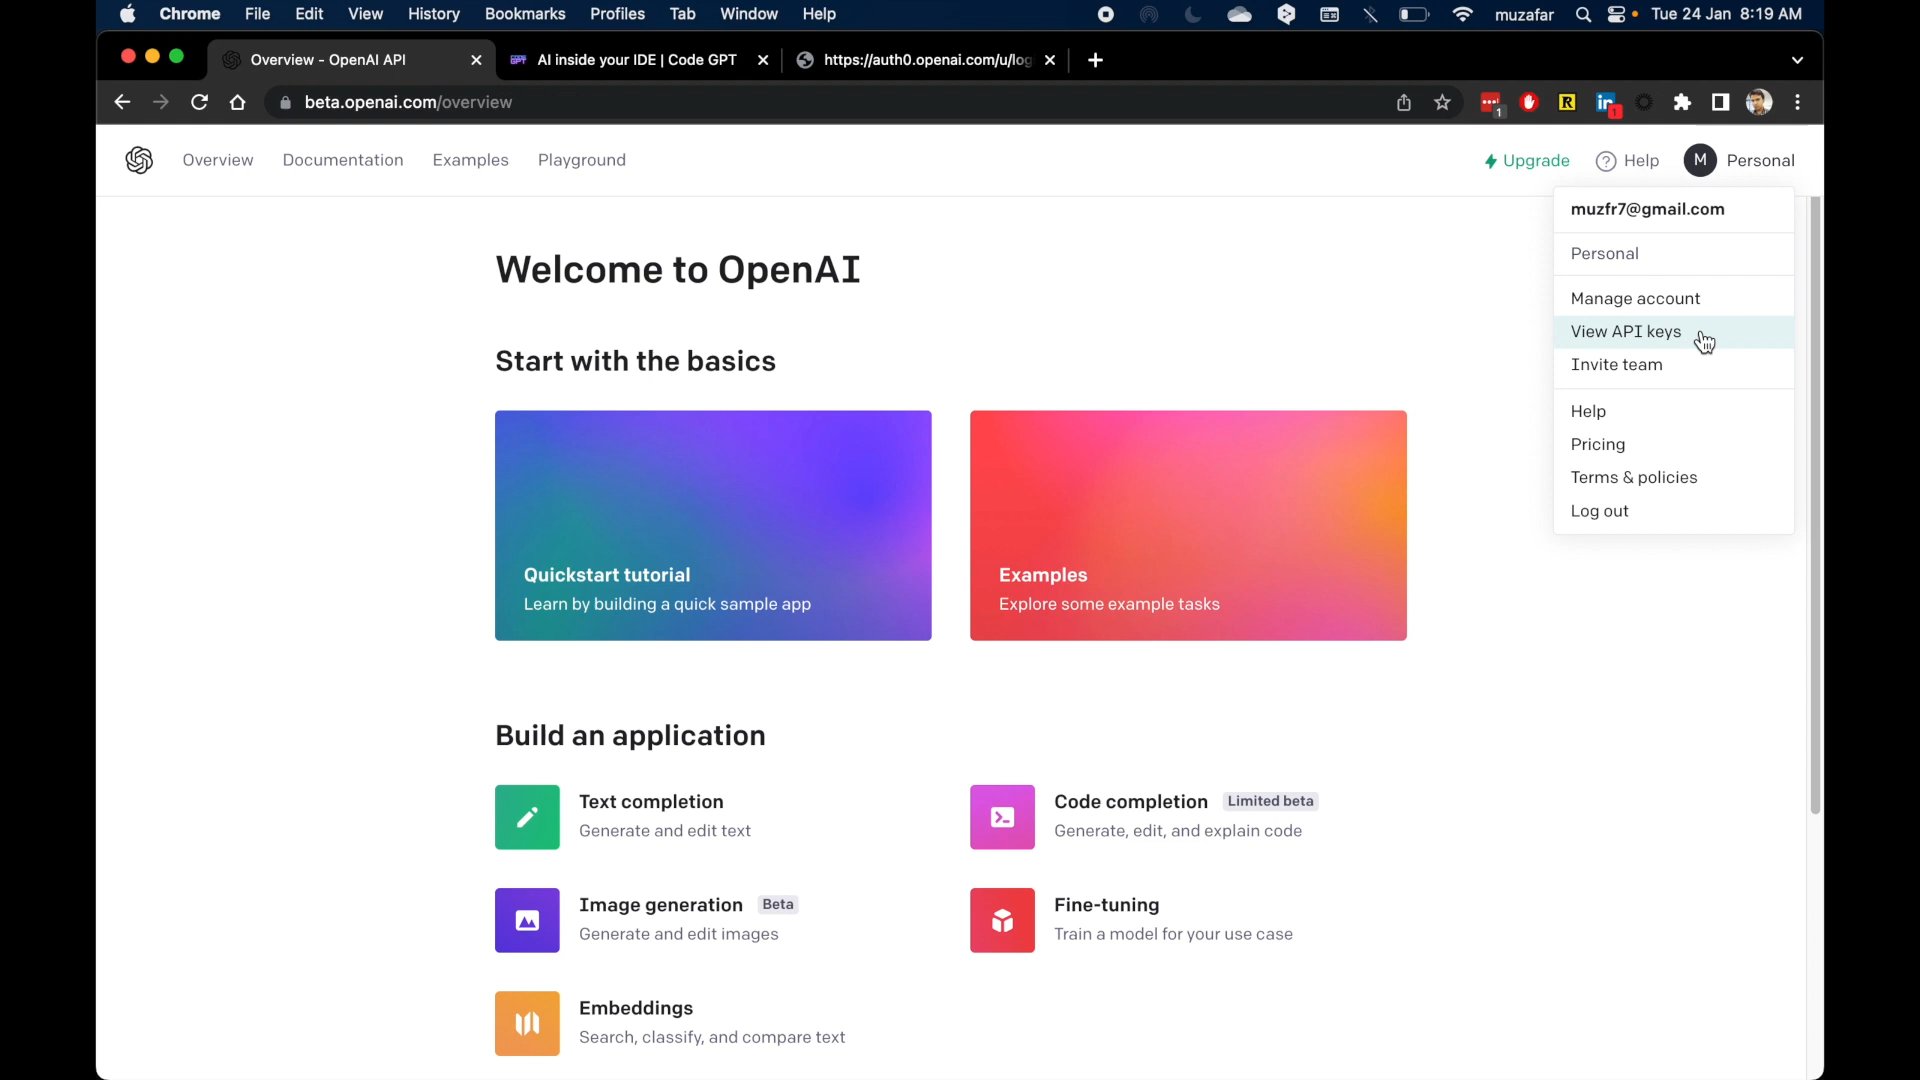 Chrome File Edit View History Bookmarks Profiles Tab Window Help muzafar Tue 24 Jan 8:19 AM
Overview - OpenAI API AI inside your IDE | Code GPT https://auth0.openai.com/u/log
beta.openai.com/overview 1 R in 1
Overview Documentation Examples Playground Upgrade Help M Personal
muzfr7@gmail.com
Personal
Manage account
View API keys
Invite team
Help
Pricing
Terms & policies
Log out
Welcome to OpenAI
Start with the basics
Quickstart tutorial
Learn by building a quick sample app
Examples
Explore some example tasks
Build an application
Text completion
Generate and edit text
Code completion Limited beta
Generate, edit, and explain code
Image generation Beta
Generate and edit images
Fine-tuning
Train a model for your use case
Embeddings
Search, classify, and compare text